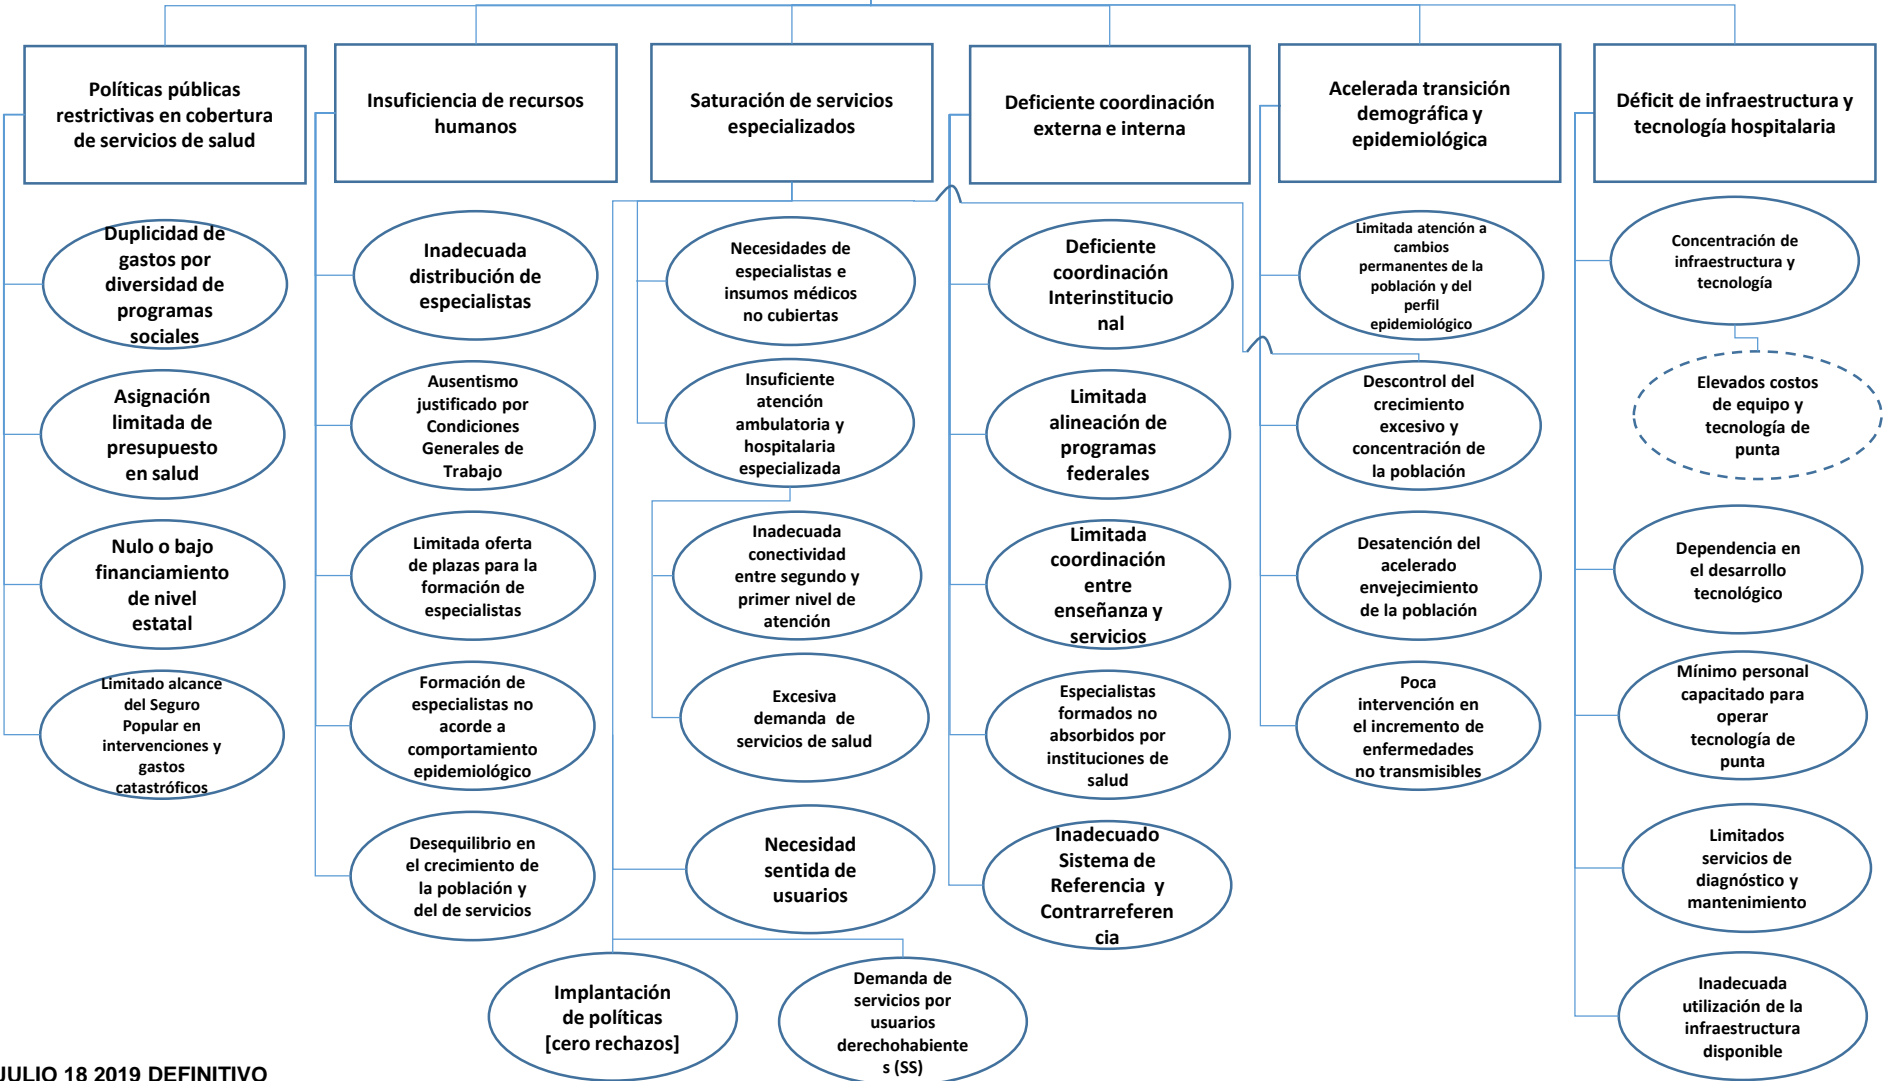 Políticas públicas
restrictivas en cobertura
de servicios de salud
Insuficiencia de recursos
humanos
Saturación de servicios
especializados
Deficiente coordinación
externa e interna
Acelerada transición
demográfica y
epidemiológica
Déficit de infraestructura y
tecnología hospitalaria
Duplicidad de
gastos por
diversidad de
programas
sociales
Asignación
limitada de
presupuesto
en salud
Nulo o bajo
financiamiento
de nivel
estatal
Limitado alcance
del Seguro
Popular en
intervenciones y
gastos
catastróficos
Inadecuada
distribución de
especialistas
Ausentismo
justificado por
Condiciones
Generales de
Trabajo
Limitada oferta
de plazas para la
formación de
especialistas
Formación de
especialistas no
acorde a
comportamiento
epidemiológico
Desequilibrio en
el crecimiento de
la población y
del de servicios
Necesidades de
especialistas e
insumos médicos
no cubiertas
Insuficiente
atención
ambulatoria y
hospitalaria
especializada
Inadecuada
conectividad
entre segundo y
primer nivel de
atención
Excesiva
demanda de
servicios de salud
Necesidad
sentida de
usuarios
Implantación
de políticas
[cero rechazos]
Demanda de
servicios por
usuarios
derechohabiente
s (SS)
Deficiente
coordinación
Interinstitucio
nal
Limitada
alineación de
programas
federales
Limitada
coordinación
entre
enseñanza y
servicios
Especialistas
formados no
absorbidos por
instituciones de
salud
Inadecuado
Sistema de
Referencia y
Contrarreferen
cia
Limitada atención a
cambios
permanentes de la
población y del
perfil
epidemiológico
Descontrol del
crecimiento
excesivo y
concentración de
la población
Desatención del
acelerado
envejecimiento
de la población
Poca
intervención en
el incremento de
enfermedades
no transmisibles
Concentración de
infraestructura y
tecnología
Elevados costos
de equipo y
tecnología de
punta
Dependencia en
el desarrollo
tecnológico
Mínimo personal
capacitado para
operar
tecnología de
punta
Limitados
servicios de
diagnóstico y
mantenimiento
Inadecuada
utilización de la
infraestructura
disponible
JULIO 18 2019 DEFINITIVO